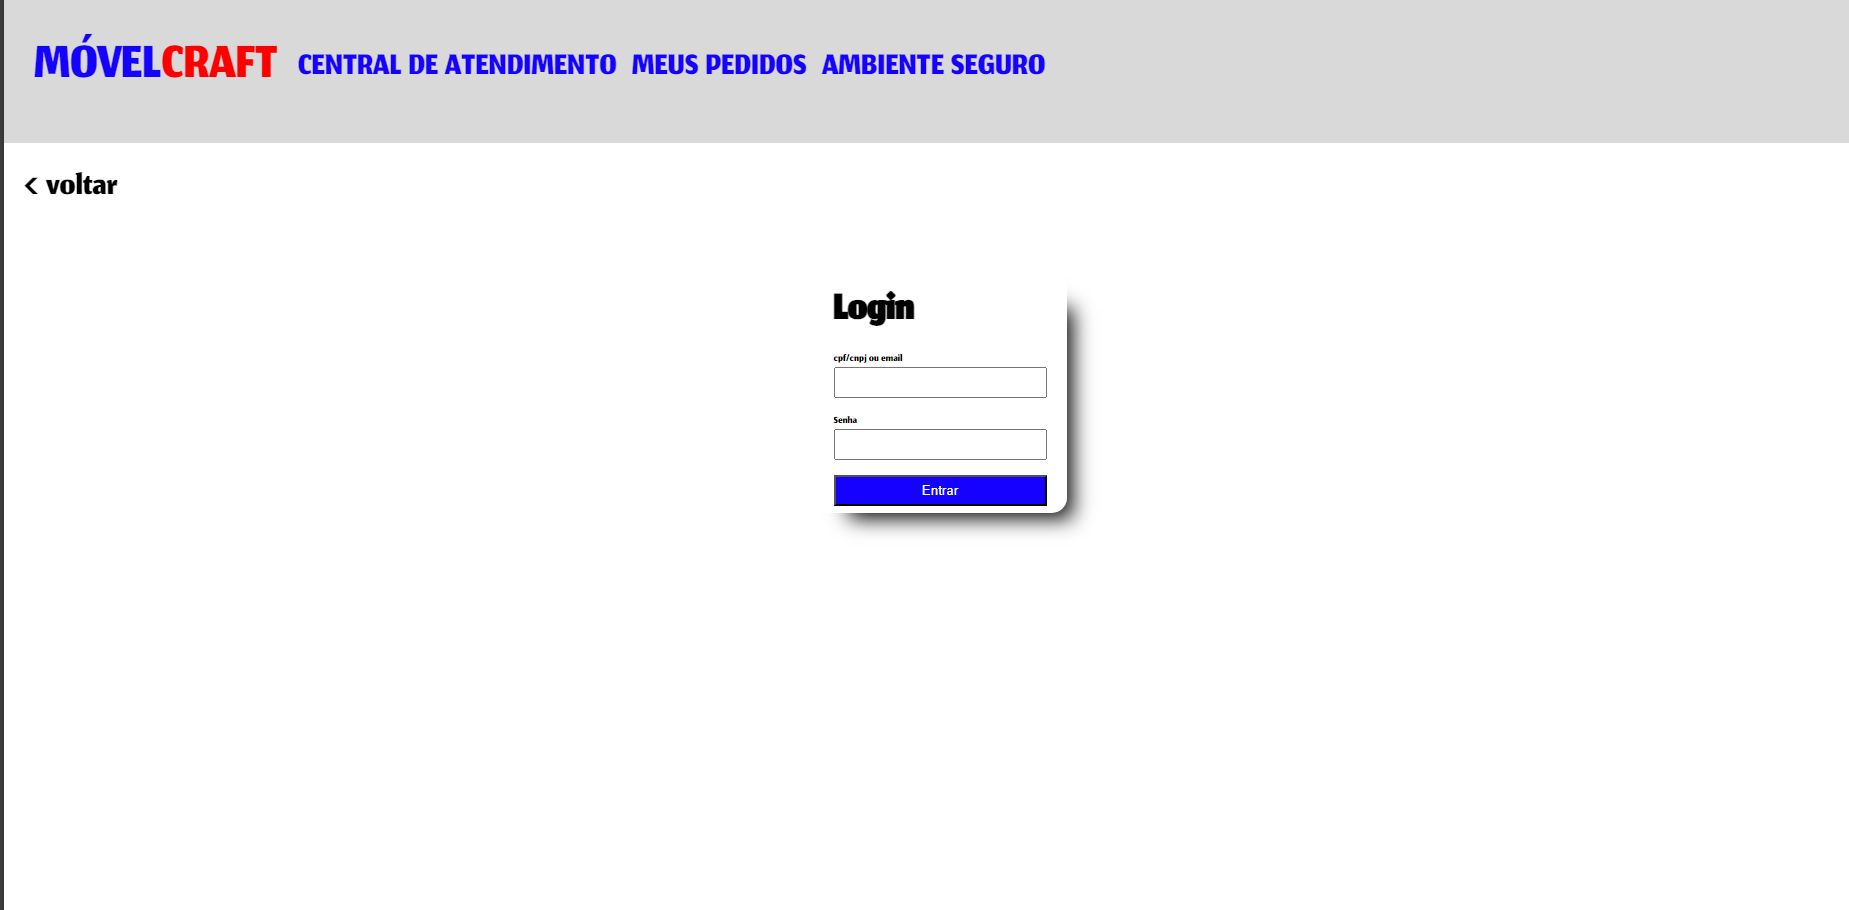 MÓVELCRAFT CENTRAL DE ATENDIMENTO MEUS PEDIDOS AMBIENTE SEGURO
< voltar
Login
cpf/cnpj ou email
Senha
Entrar